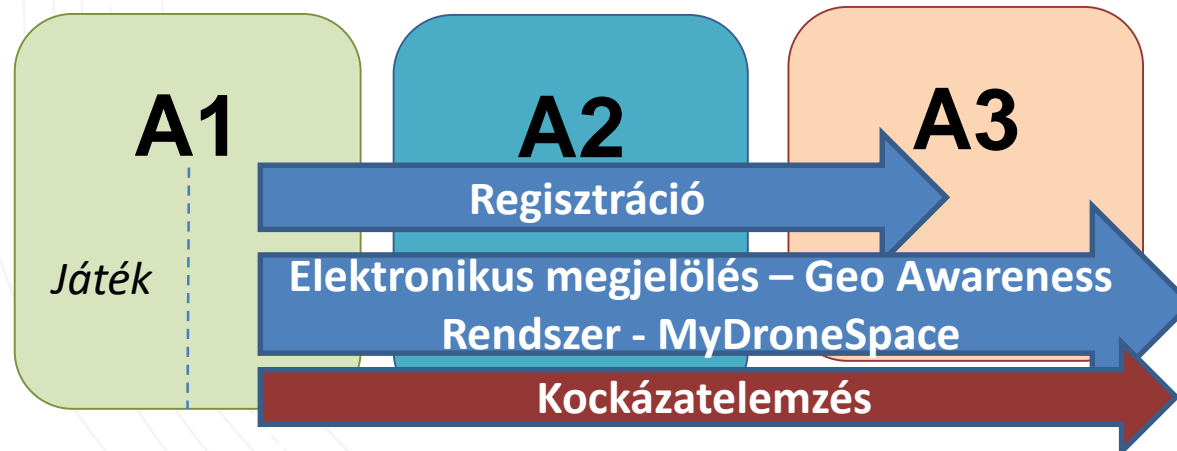 A1
A2
A3
Regisztráció
Játék
Elektronikus megjelölés – Geo Awareness
Rendszer - MyDroneSpace
Kockázatelemzés